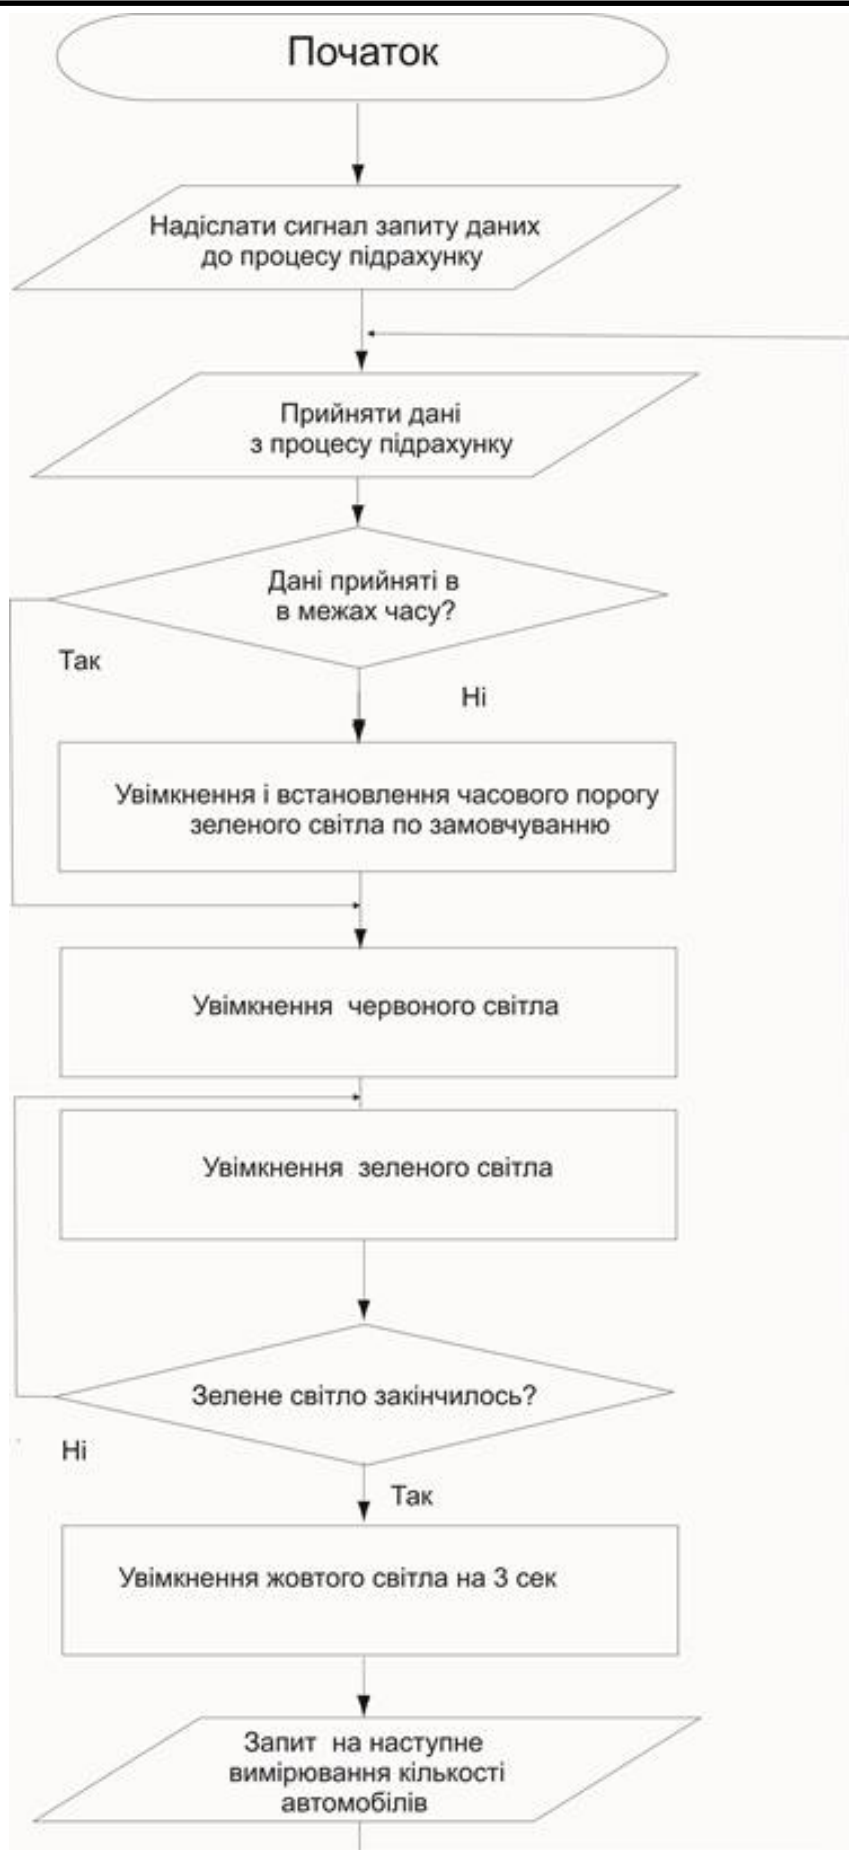 Початок
Надіслати сигнал запиту даних
до процесу підрахунку
Прийняти дані
з процесу підрахунку
Дані прийняті в
в межах часу?
Так
Ні
Увімкнення і встановлення часового порогу
зеленого світла по замовчуванню
Увімкнення червоного світла
Увімкнення зеленого світла
Зелене світло закінчилось?
Ні
Так
Увімкнення жовтого світла на 3 сек
Запит на наступне
вимірювання кількості
автомобілів